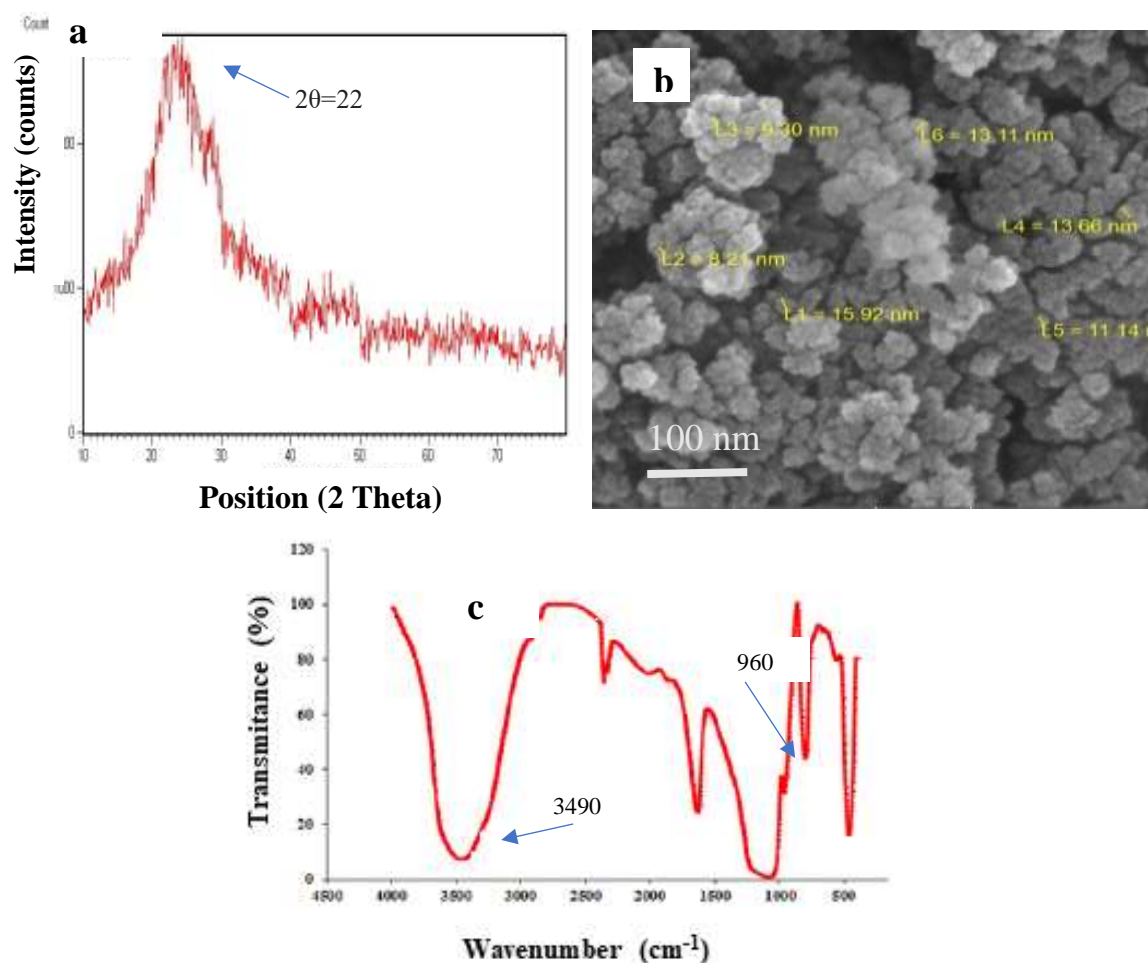 Count
a
2θ=22
Intensity (counts)
0
10 20 30 40 50 60 70
Position (2 Theta)
b
L3 = 9.30 nm
L6 = 13.11 nm
L4 = 13.66 nm
L2 = 8.21 nm
L1 = 15.92 nm
L5 = 11.14
100 nm
c
120
100
80
60
40
20
0
960
3490
Transmitance (%)
4500 4000 3500 3000 2500 2000 1500 1000 500
Wavenumber (cm-1)